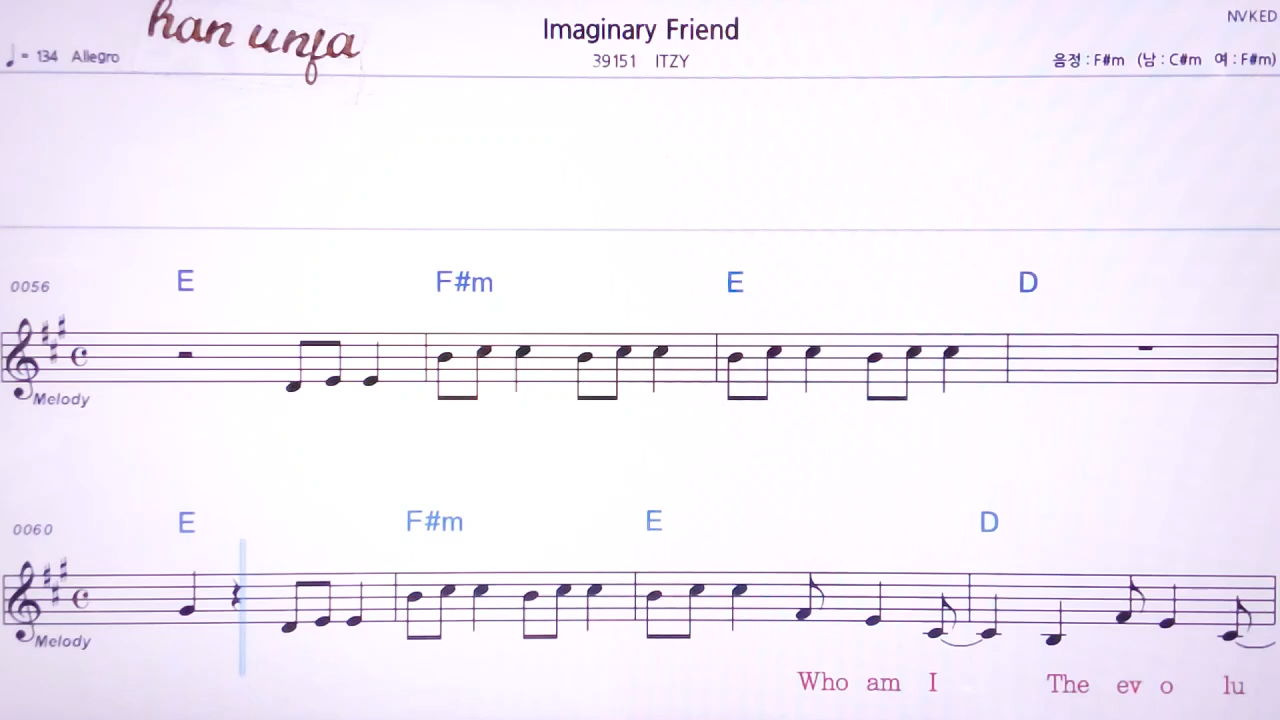 han unfa
Imaginary Friend
NVKED
♩ = 134 Allegro
39151 ITZY
음정 : F#m (남 : C#m 여 : F#m)
0056 E F#m E D
Melody
0060 E F#m E D
Melody
Who am I The ev o lu